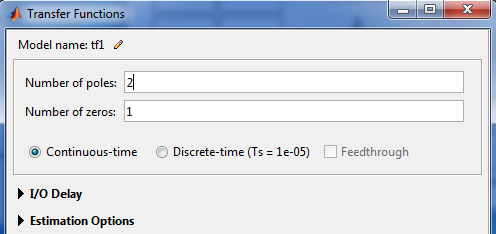 Transfer Functions
Model name: tf1
Number of poles: 2
Number of zeros: 1
Continuous-time Discrete-time (Ts = 1e-05) Feedthrough
I/O Delay
Estimation Options